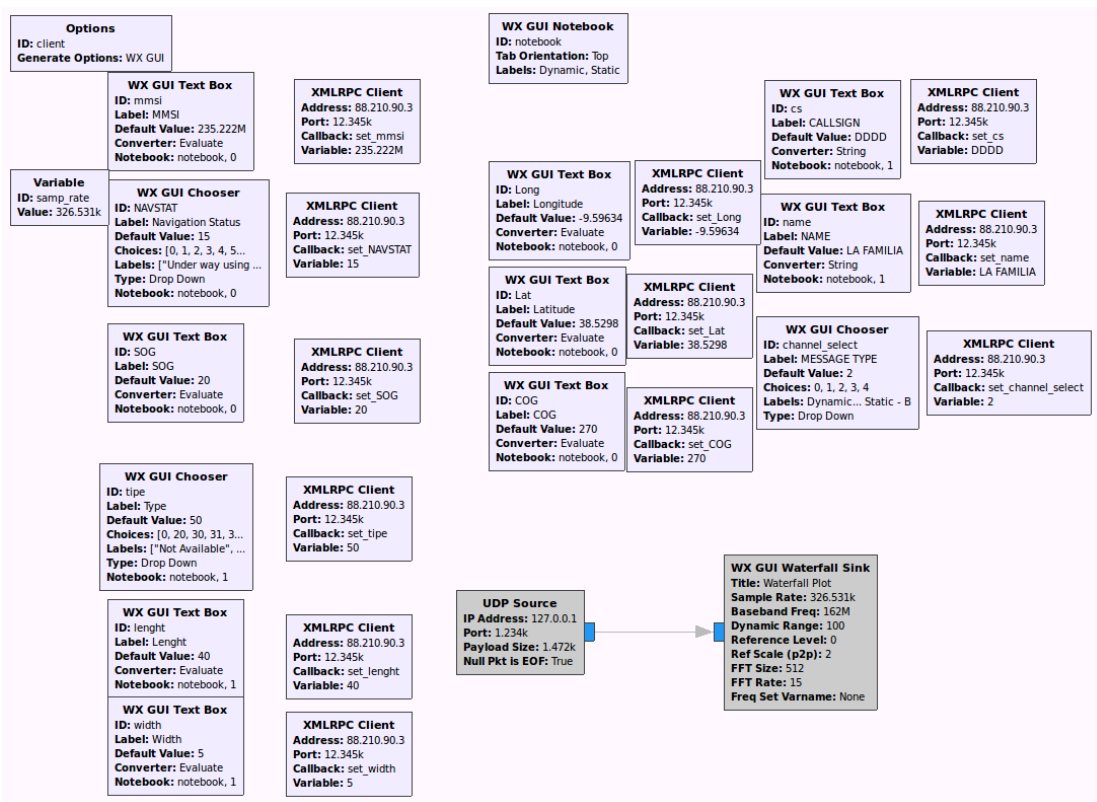 Options
ID: client
Generate Options: WX GUI
WX GUI Text Box
ID: mmsi
Label: MMSI
Default Value: 235.222M
Converter: Evaluate
Notebook: notebook, 0
XMLRPC Client
Address: 88.210.90.3
Port: 12.345k
Callback: set_mmsi
Variable: 235.222M
Variable
ID: samp_rate
Value: 326.531k
WX GUI Chooser
ID: NAVSTAT
Label: Navigation Status
Default Value: 15
Choices: [0, 1, 2, 3, 4, 5...
Labels: ["Under way using ...
Type: Drop Down
Notebook: notebook, 0
XMLRPC Client
Address: 88.210.90.3
Port: 12.345k
Callback: set_NAVSTAT
Variable: 15
WX GUI Text Box
ID: SOG
Label: SOG
Default Value: 20
Converter: Evaluate
Notebook: notebook, 0
XMLRPC Client
Address: 88.210.90.3
Port: 12.345k
Callback: set_SOG
Variable: 20
WX GUI Chooser
ID: tipe
Label: Type
Default Value: 50
Choices: [0, 20, 30, 31, 3...
Labels: ["Not Available", ...
Type: Drop Down
Notebook: notebook, 1
XMLRPC Client
Address: 88.210.90.3
Port: 12.345k
Callback: set_tipe
Variable: 50
WX GUI Text Box
ID: lenght
Label: Lenght
Default Value: 40
Converter: Evaluate
Notebook: notebook, 1
XMLRPC Client
Address: 88.210.90.3
Port: 12.345k
Callback: set_lenght
Variable: 40
WX GUI Text Box
ID: width
Label: Width
Default Value: 5
Converter: Evaluate
Notebook: notebook, 1
XMLRPC Client
Address: 88.210.90.3
Port: 12.345k
Callback: set_width
Variable: 5
WX GUI Notebook
ID: notebook
Tab Orientation: Top
Labels: Dynamic, Static
WX GUI Text Box
ID: Long
Label: Longitude
Default Value: -9.59634
Converter: Evaluate
Notebook: notebook, 0
XMLRPC Client
Address: 88.210.90.3
Port: 12.345k
Callback: set_Long
Variable: -9.59634
WX GUI Text Box
ID: Lat
Label: Latitude
Default Value: 38.5298
Converter: Evaluate
Notebook: notebook, 0
XMLRPC Client
Address: 88.210.90.3
Port: 12.345k
Callback: set_Lat
Variable: 38.5298
WX GUI Text Box
ID: COG
Label: COG
Default Value: 270
Converter: Evaluate
Notebook: notebook, 0
XMLRPC Client
Address: 88.210.90.3
Port: 12.345k
Callback: set_COG
Variable: 270
WX GUI Text Box
ID: cs
Label: CALLSIGN
Default Value: DDDD
Converter: String
Notebook: notebook, 1
XMLRPC Client
Address: 88.210.90.3
Port: 12.345k
Callback: set_cs
Variable: DDDD
WX GUI Text Box
ID: name
Label: NAME
Default Value: LA FAMILIA
Converter: String
Notebook: notebook, 1
XMLRPC Client
Address: 88.210.90.3
Port: 12.345k
Callback: set_name
Variable: LA FAMILIA
WX GUI Chooser
ID: channel_select
Label: MESSAGE TYPE
Default Value: 2
Choices: 0, 1, 2, 3, 4
Labels: Dynamic... Static - B
Type: Drop Down
XMLRPC Client
Address: 88.210.90.3
Port: 12.345k
Callback: set_channel_select
Variable: 2
UDP Source
IP Address: 127.0.0.1
Port: 1.234k
Payload Size: 1.472k
Null Pkt is EOF: True
WX GUI Waterfall Sink
Title: Waterfall Plot
Sample Rate: 326.531k
Baseband Freq: 162M
Dynamic Range: 100
Reference Level: 0
Ref Scale (p2p): 2
FFT Size: 512
FFT Rate: 15
Freq Set Varname: None